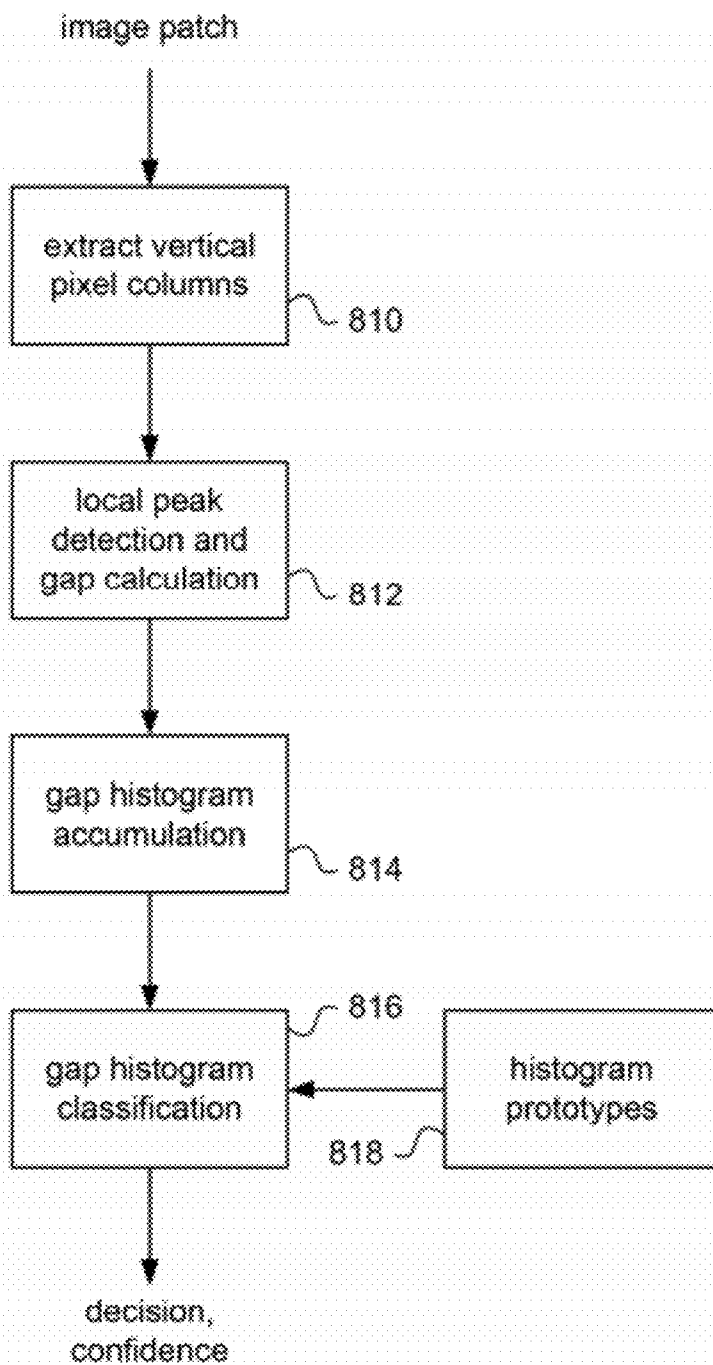 image patch
extract vertical
pixel columns
810
local peak
detection and
gap calculation
812
gap histogram
accumulation
814
816
gap histogram
classification
histogram
prototypes
818
decision,
confidence